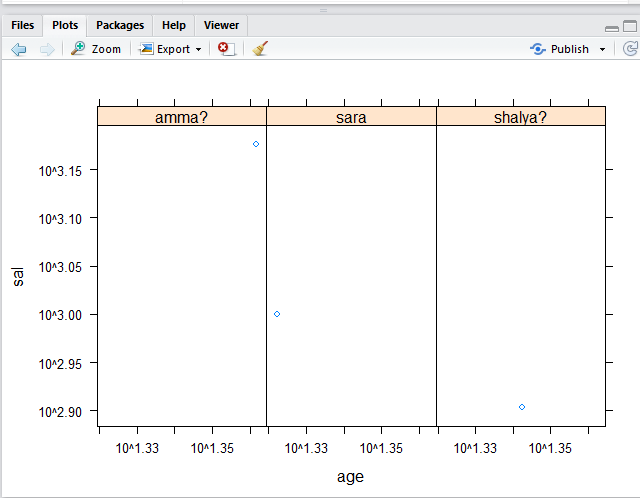 Files Plots Packages Help Viewer
Zoom Export Publish
amma? sara shalya?
10^3.15
10^3.10
10^3.05
10^3.00
10^2.95
10^2.90
sal
10^1.33 10^1.35 10^1.33 10^1.35 10^1.33 10^1.35
age